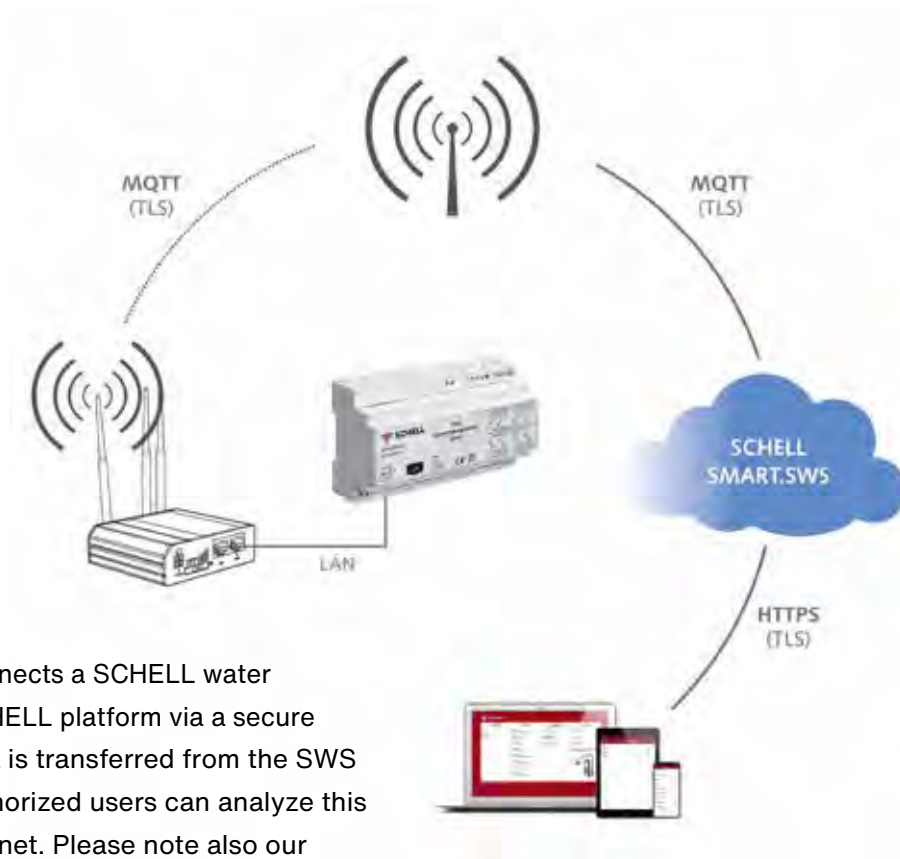 MQTT
(TLS)
MQTT
(TLS)
SCHELL
SCHELL
SMART.SWS
LAN
HTTPS
(TLS)
nects a SCHELL water
HELL platform via a secure
is transferred from the SWS
horized users can analyze this
net. Please note also our